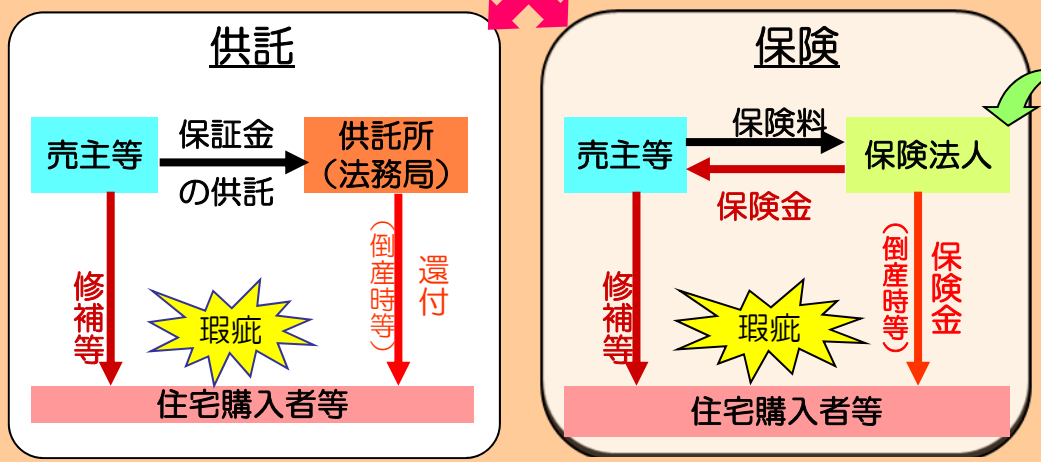 供託
売主等
保証金
の供託
供託所
（法務局）
修補等
瑕疵
（倒産時等）
還付
住宅購入者等
保険
売主等
保険料
保険金
保険法人
修補等
瑕疵
（倒産時等）
保険金
住宅購入者等